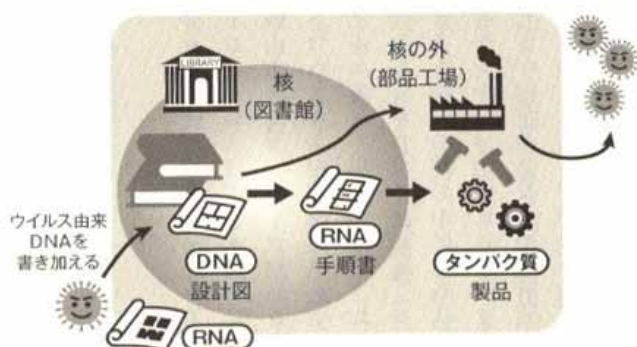 LIBRARY
核
(図書館)
核の外
(部品工場)
ウイルス由来
DNAを
書き加える
DNA
設計図
RNA
手順書
タンパク質
製品
RNA